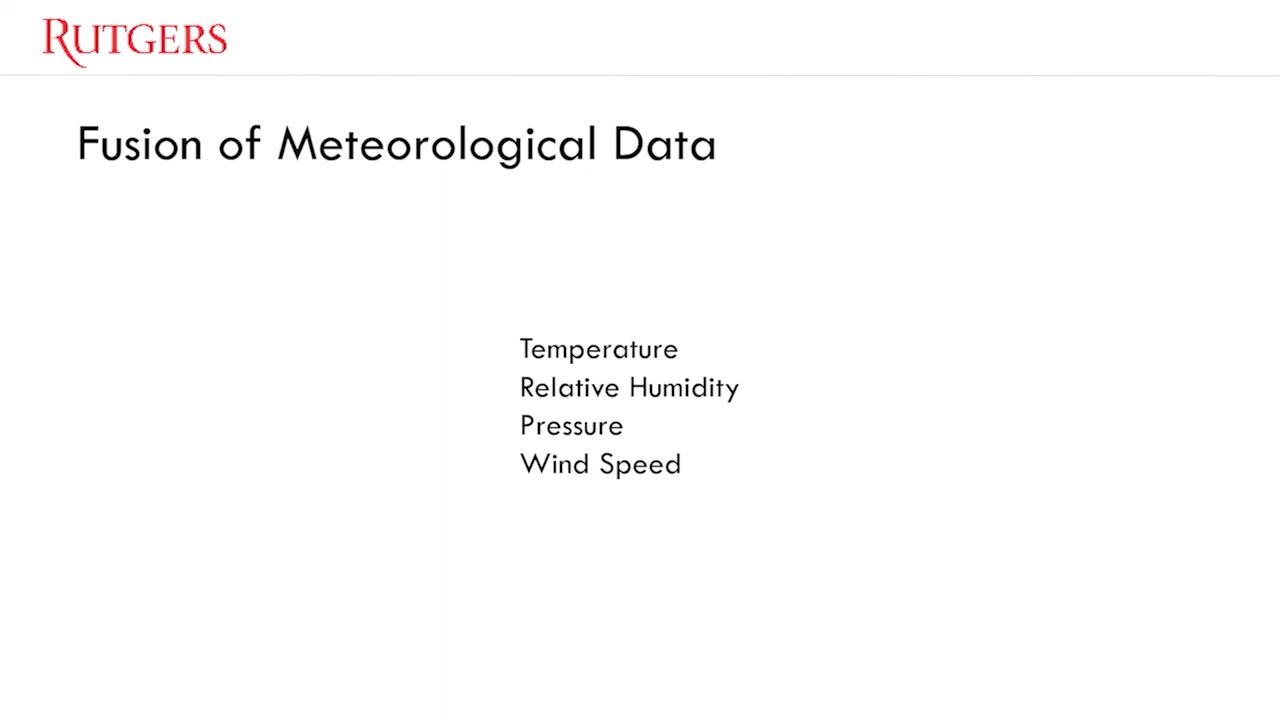 RUTGERS
Fusion of Meteorological Data
Temperature
Relative Humidity
Pressure
Wind Speed